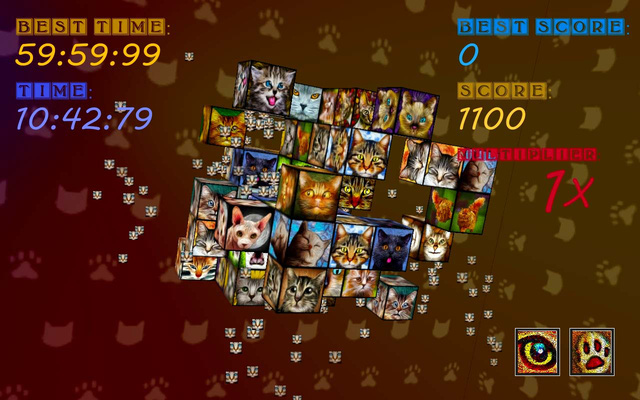 BEST TIME:
59:59:99
TIME:
10:42:79
BEST SCORE:
0
SCORE:
1100
MULTIPLIER
1x